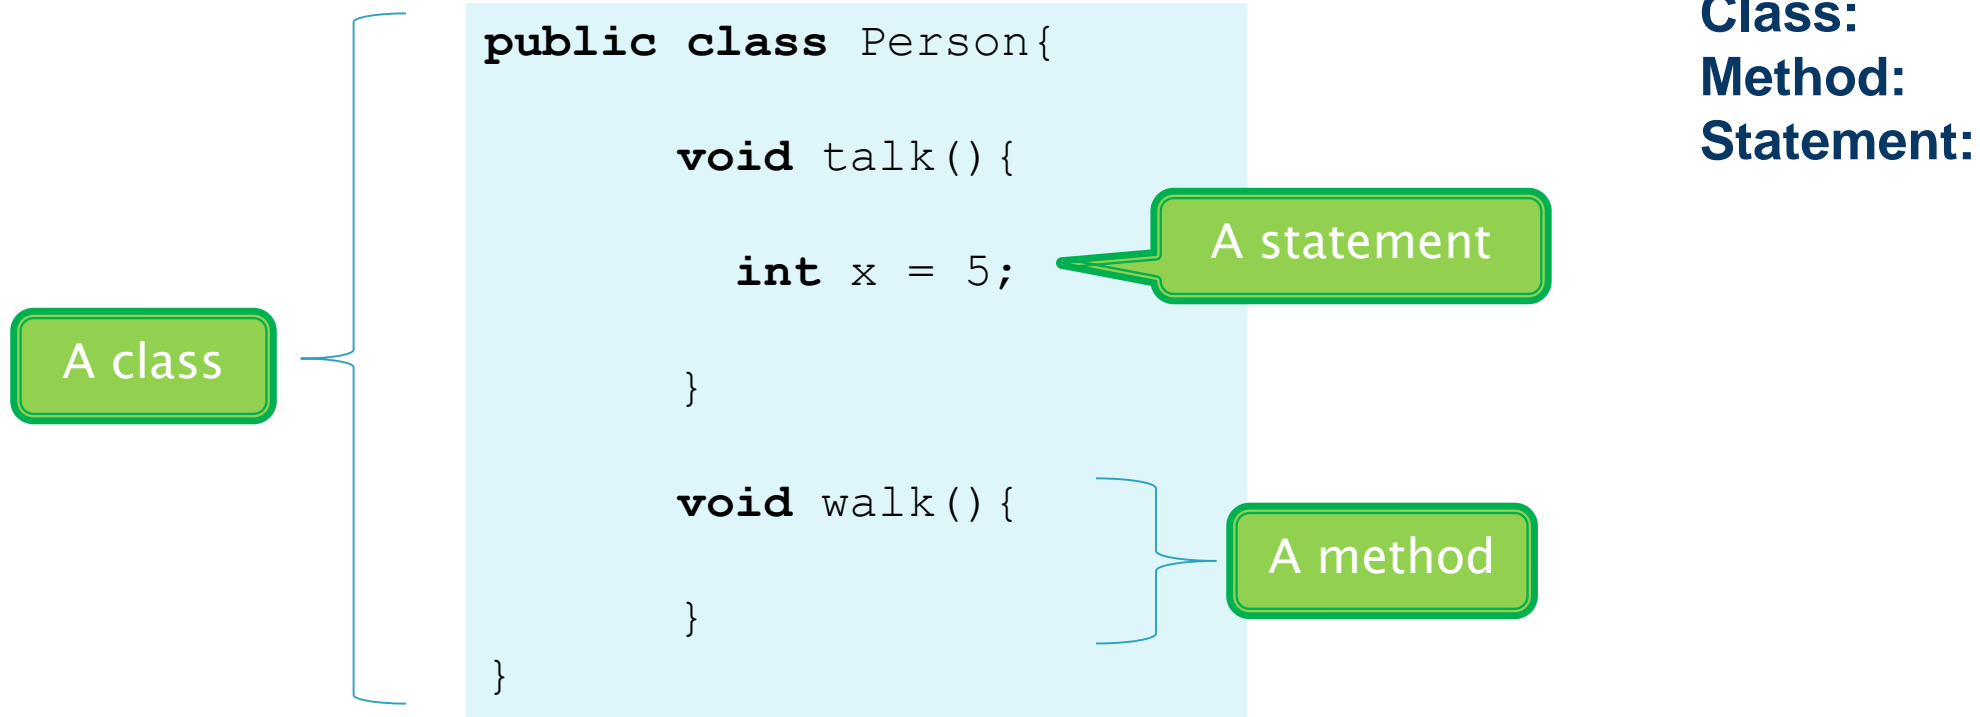 public class Person{
void talk(){
int x = 5;
}
void walk(){
}
}
A class
A statement
A method
Class:
Method:
Statement: